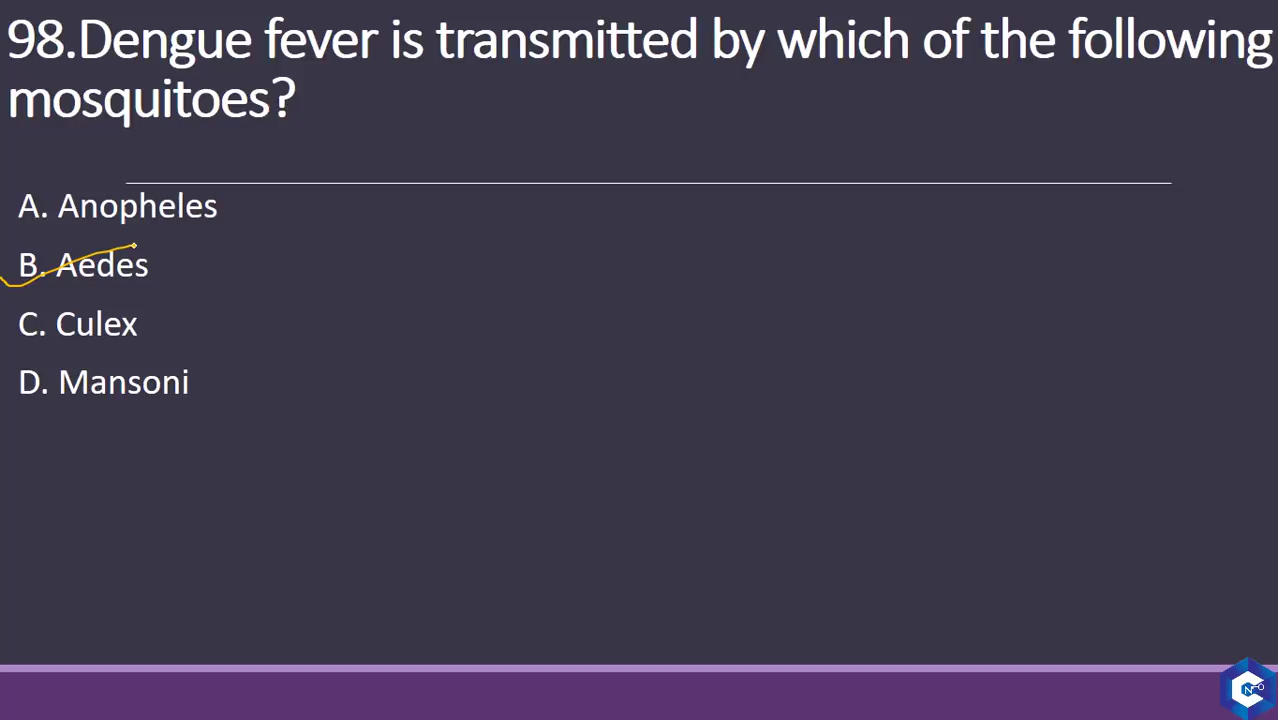 98.Dengue fever is transmitted by which of the following
mosquitoes?
A. Anopheles
B. Aedes
C. Culex
D. Mansoni